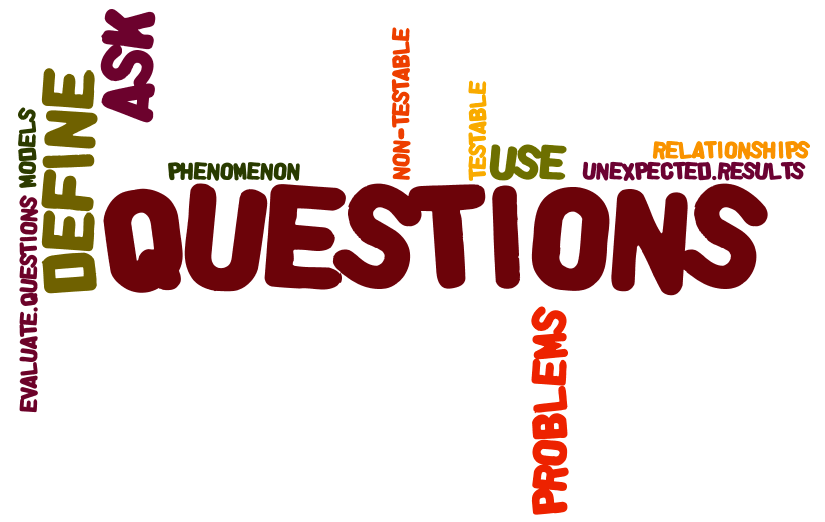 ASK
DEFINE
MODELS
EVALUATE.QUESTIONS
PHENOMENON
NON-TESTABLE
TESTABLE
USE
RELATIONSHIPS
UNEXPECTED.RESULTS
QUESTIONS
PROBLEMS